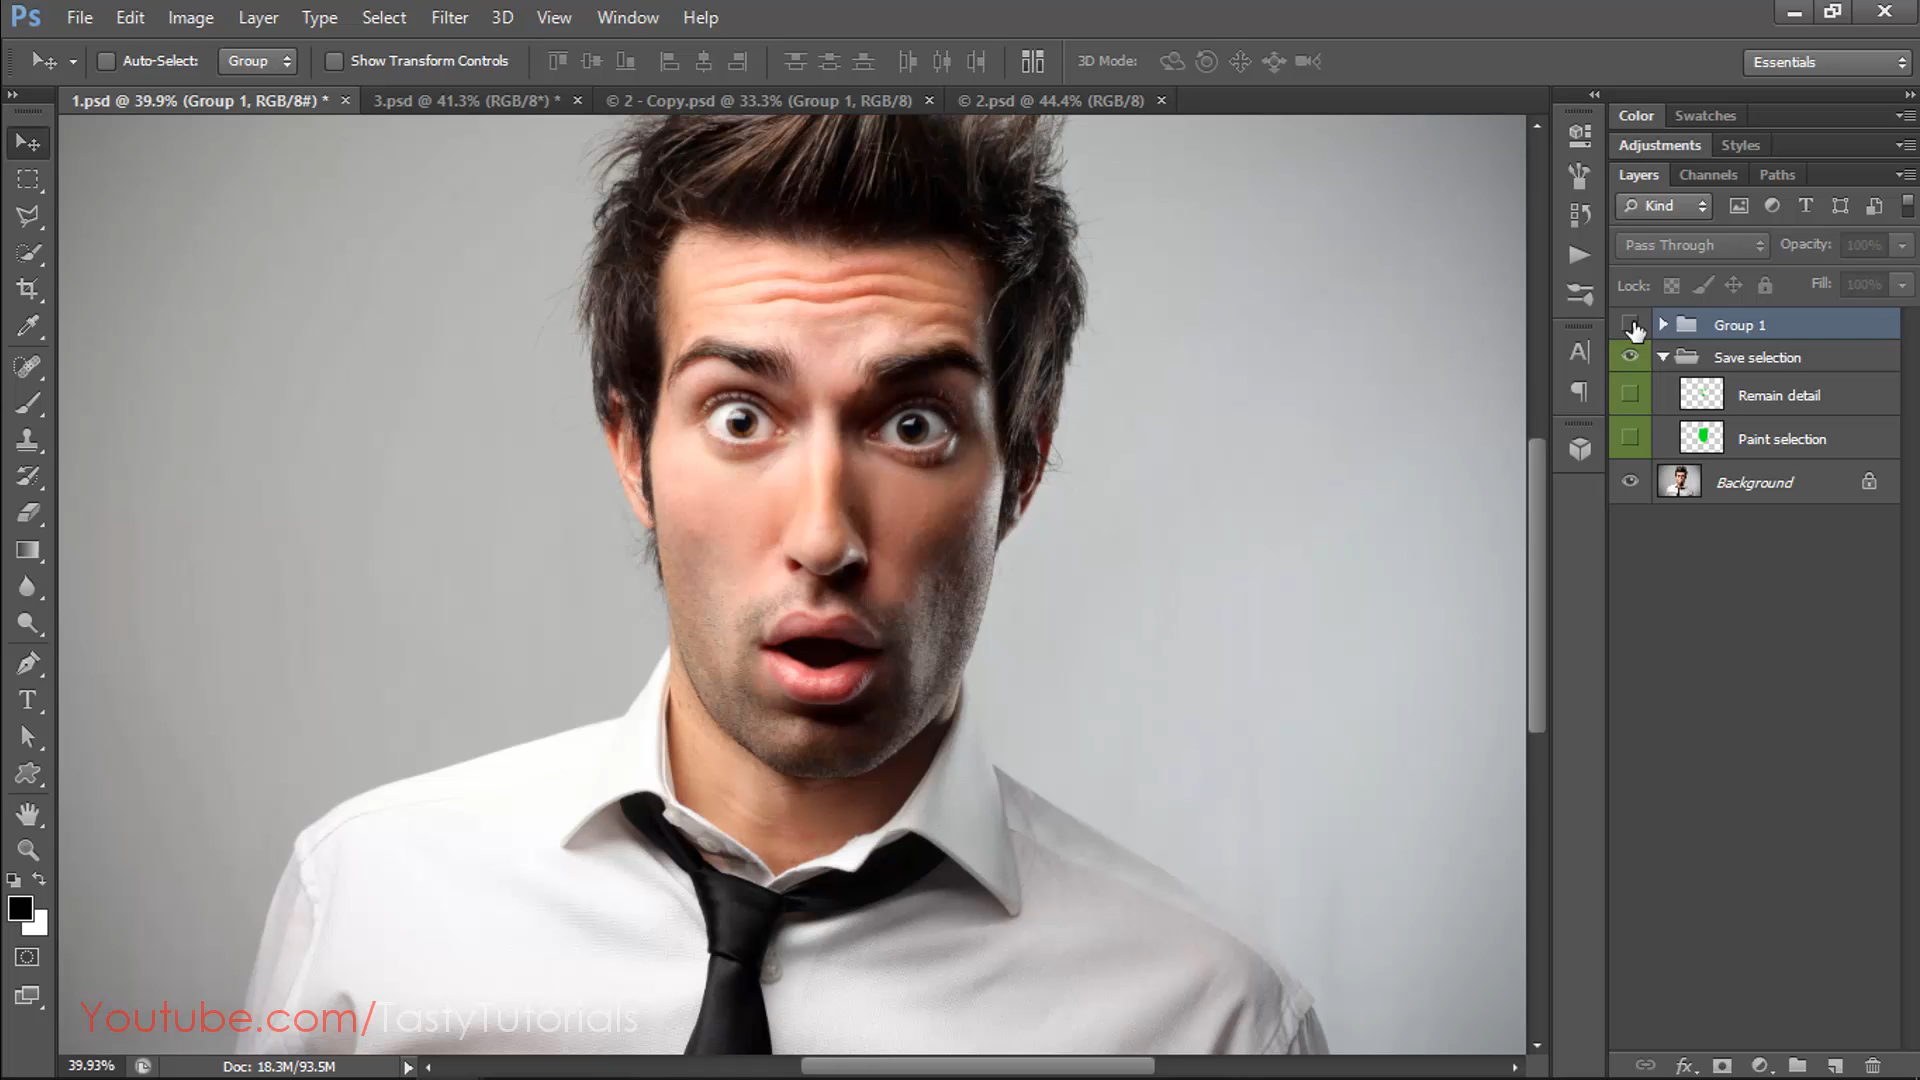 Ps File Edit Image Layer Type Select Filter 3D View Window Help
Auto-Select: Group Show Transform Controls 3D Mode: Essentials
1.psd @ 39.9% (Group 1, RGB/8#) * 3.psd @ 41.3% (RGB/8*) * © 2 - Copy.psd @ 33.3% (Group 1, RGB/8) © 2.psd @ 44.4% (RGB/8)
Color Swatches
Adjustments Styles
Layers Channels Paths
Kind
Pass Through Opacity: 100%
Lock: Fill: 100%
Group 1
Save selection
Remain detail
Paint selection
Background
Youtube.com/TastyTutorials
39.93% Doc: 18.3M/93.5M